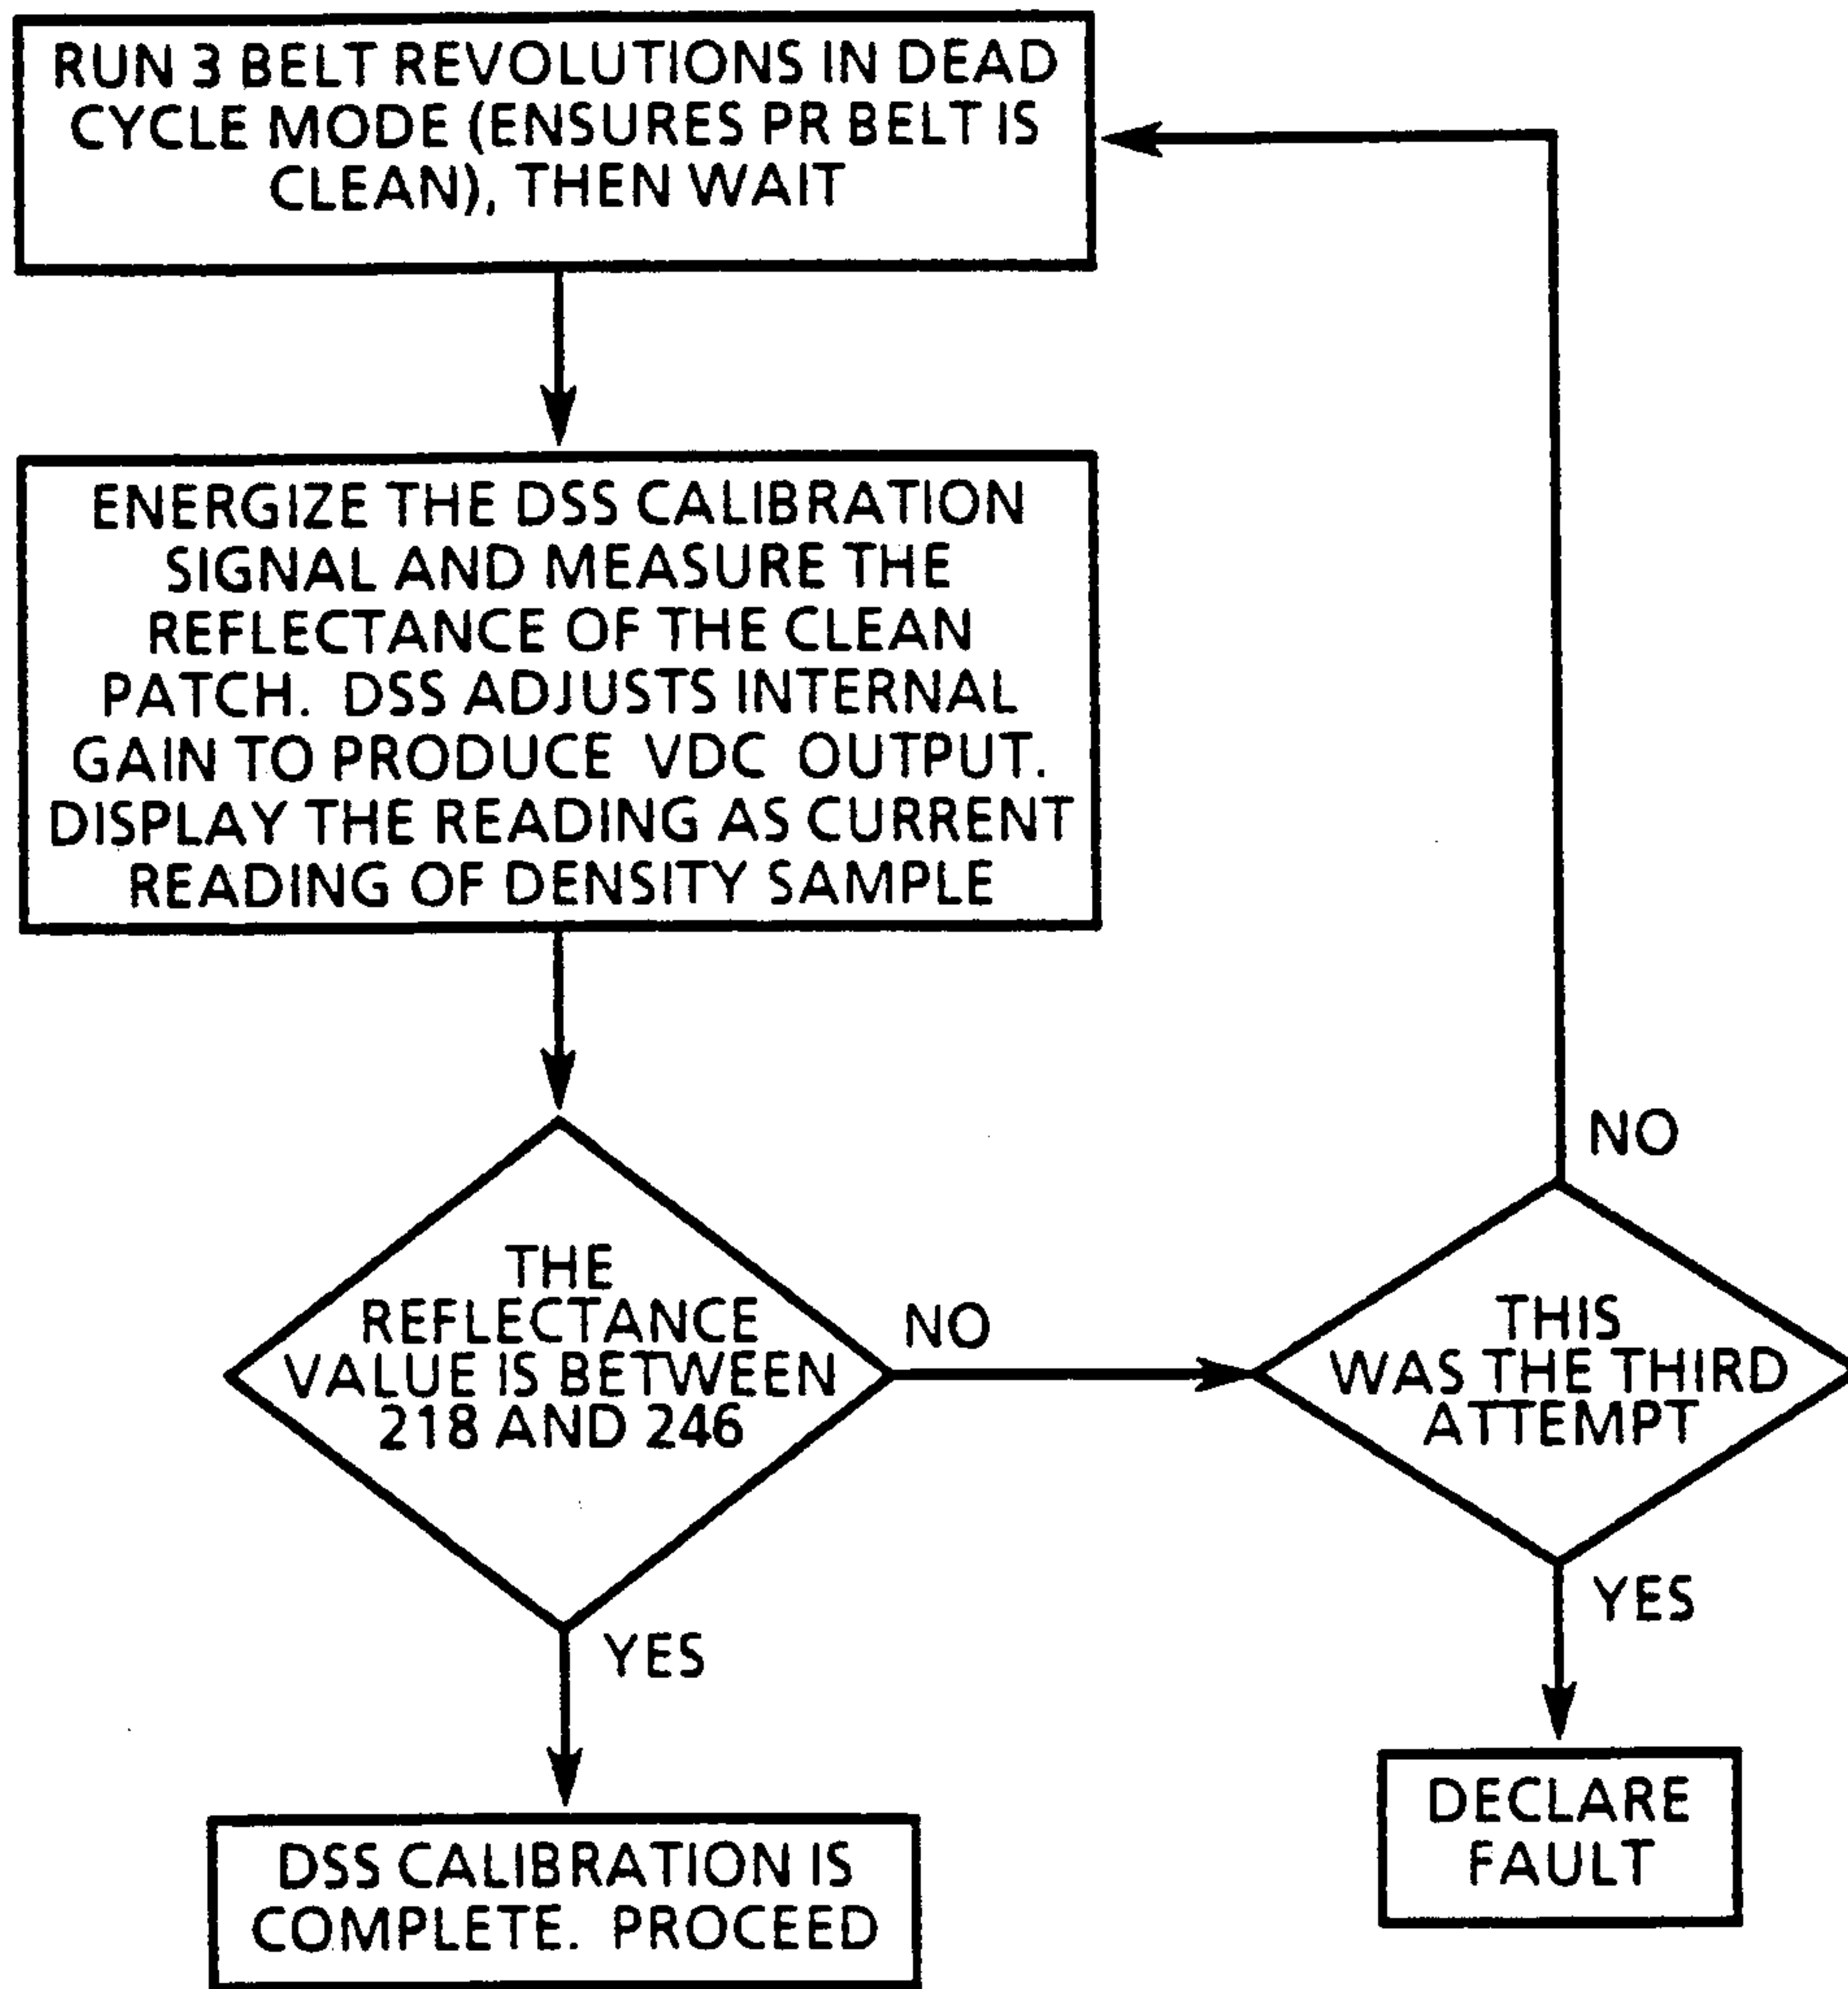 RUN 3 BELT REVOLUTIONS IN DEAD
CYCLE MODE (ENSURES PR BELT IS
CLEAN), THEN WAIT
ENERGIZE THE DSS CALIBRATION
SIGNAL AND MEASURE THE
REFLECTANCE OF THE CLEAN
PATCH. DSS ADJUSTS INTERNAL
GAIN TO PRODUCE VDC OUTPUT.
DISPLAY THE READING AS CURRENT
READING OF DENSITY SAMPLE
THE
REFLECTANCE
VALUE IS BETWEEN
218 AND 246
NO
YES
THIS
WAS THE THIRD
ATTEMPT
NO
YES
DSS CALIBRATION IS
COMPLETE. PROCEED
DECLARE
FAULT